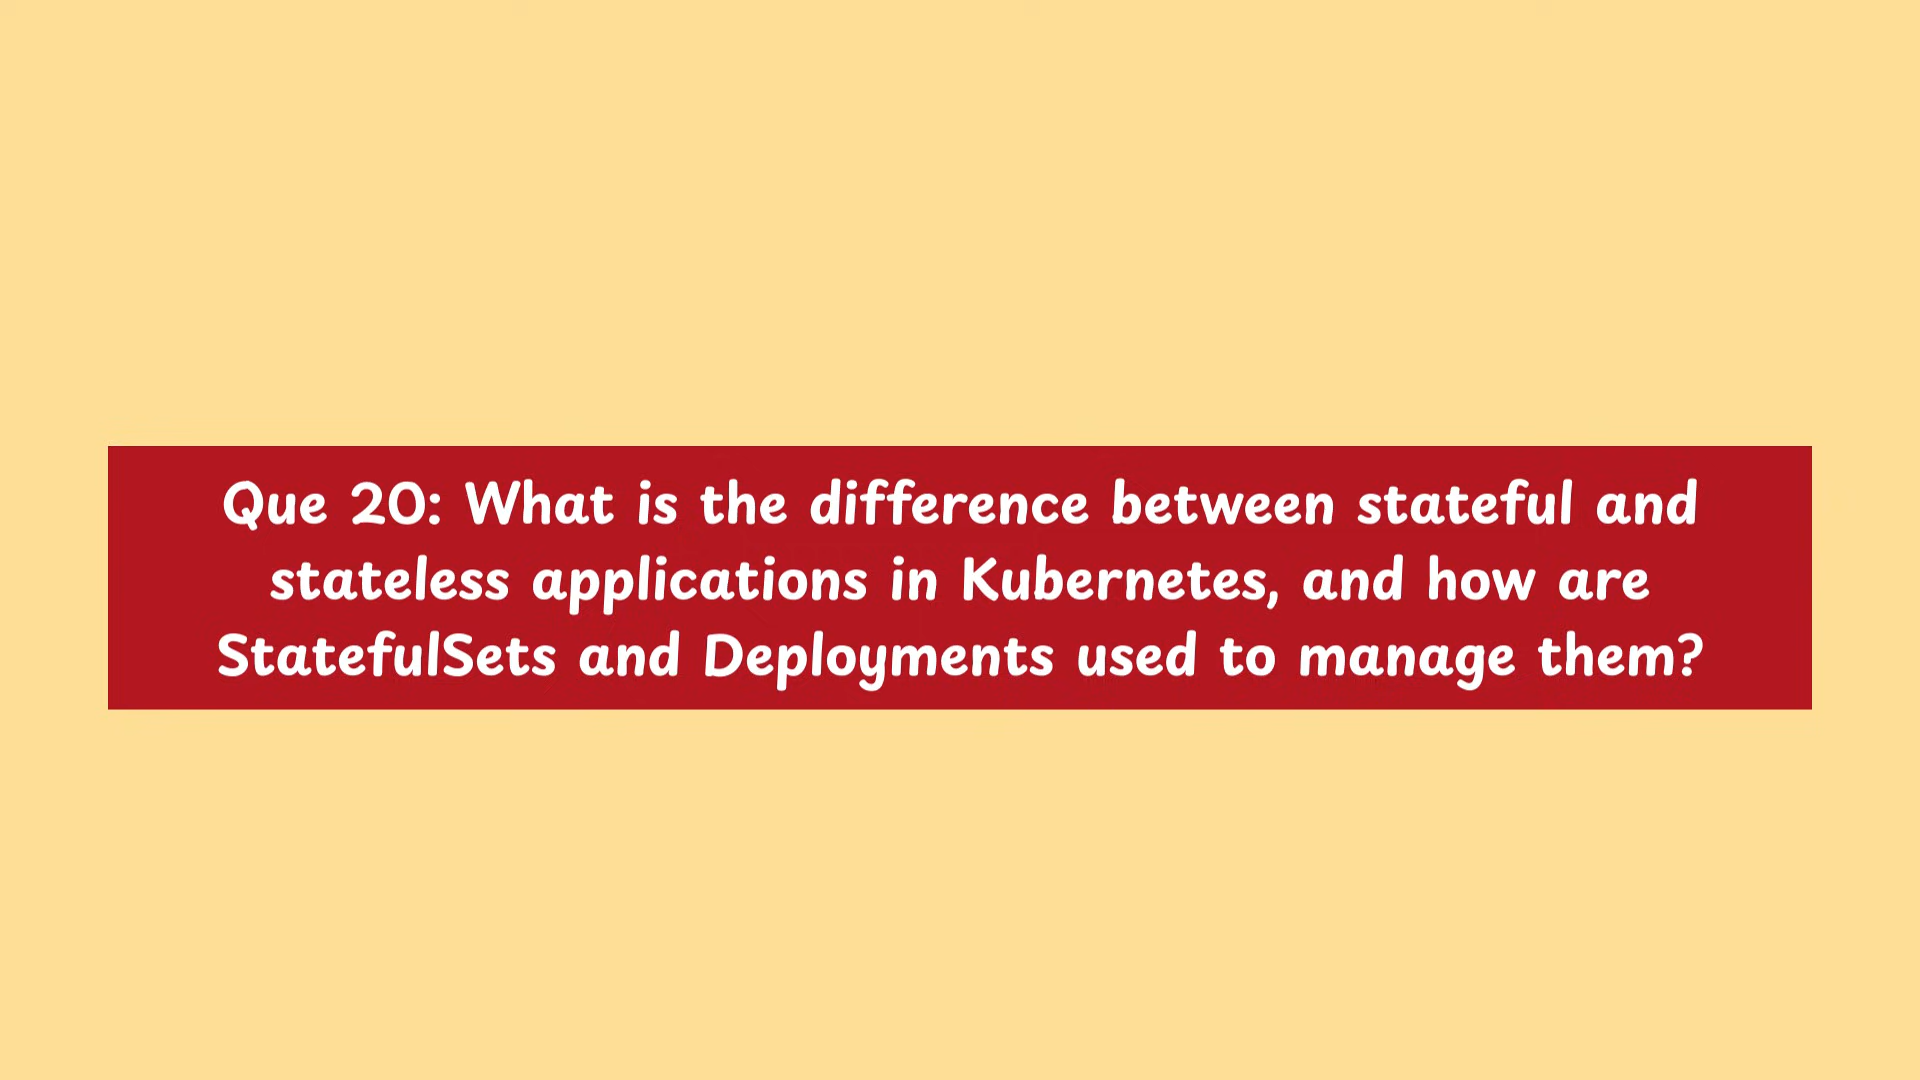 Que 20: What is the difference between stateful and
stateless applications in Kubernetes, and how are
StatefulSets and Deployments used to manage them?